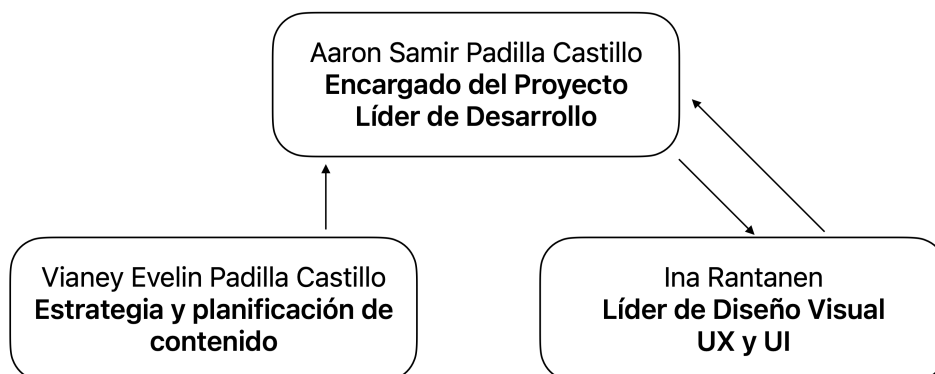 Aaron Samir Padilla Castillo
Encargado del Proyecto
Líder de Desarrollo
Vianey Evelin Padilla Castillo
Estrategia y planificación de
contenido
Ina Rantanen
Líder de Diseño Visual
UX y UI